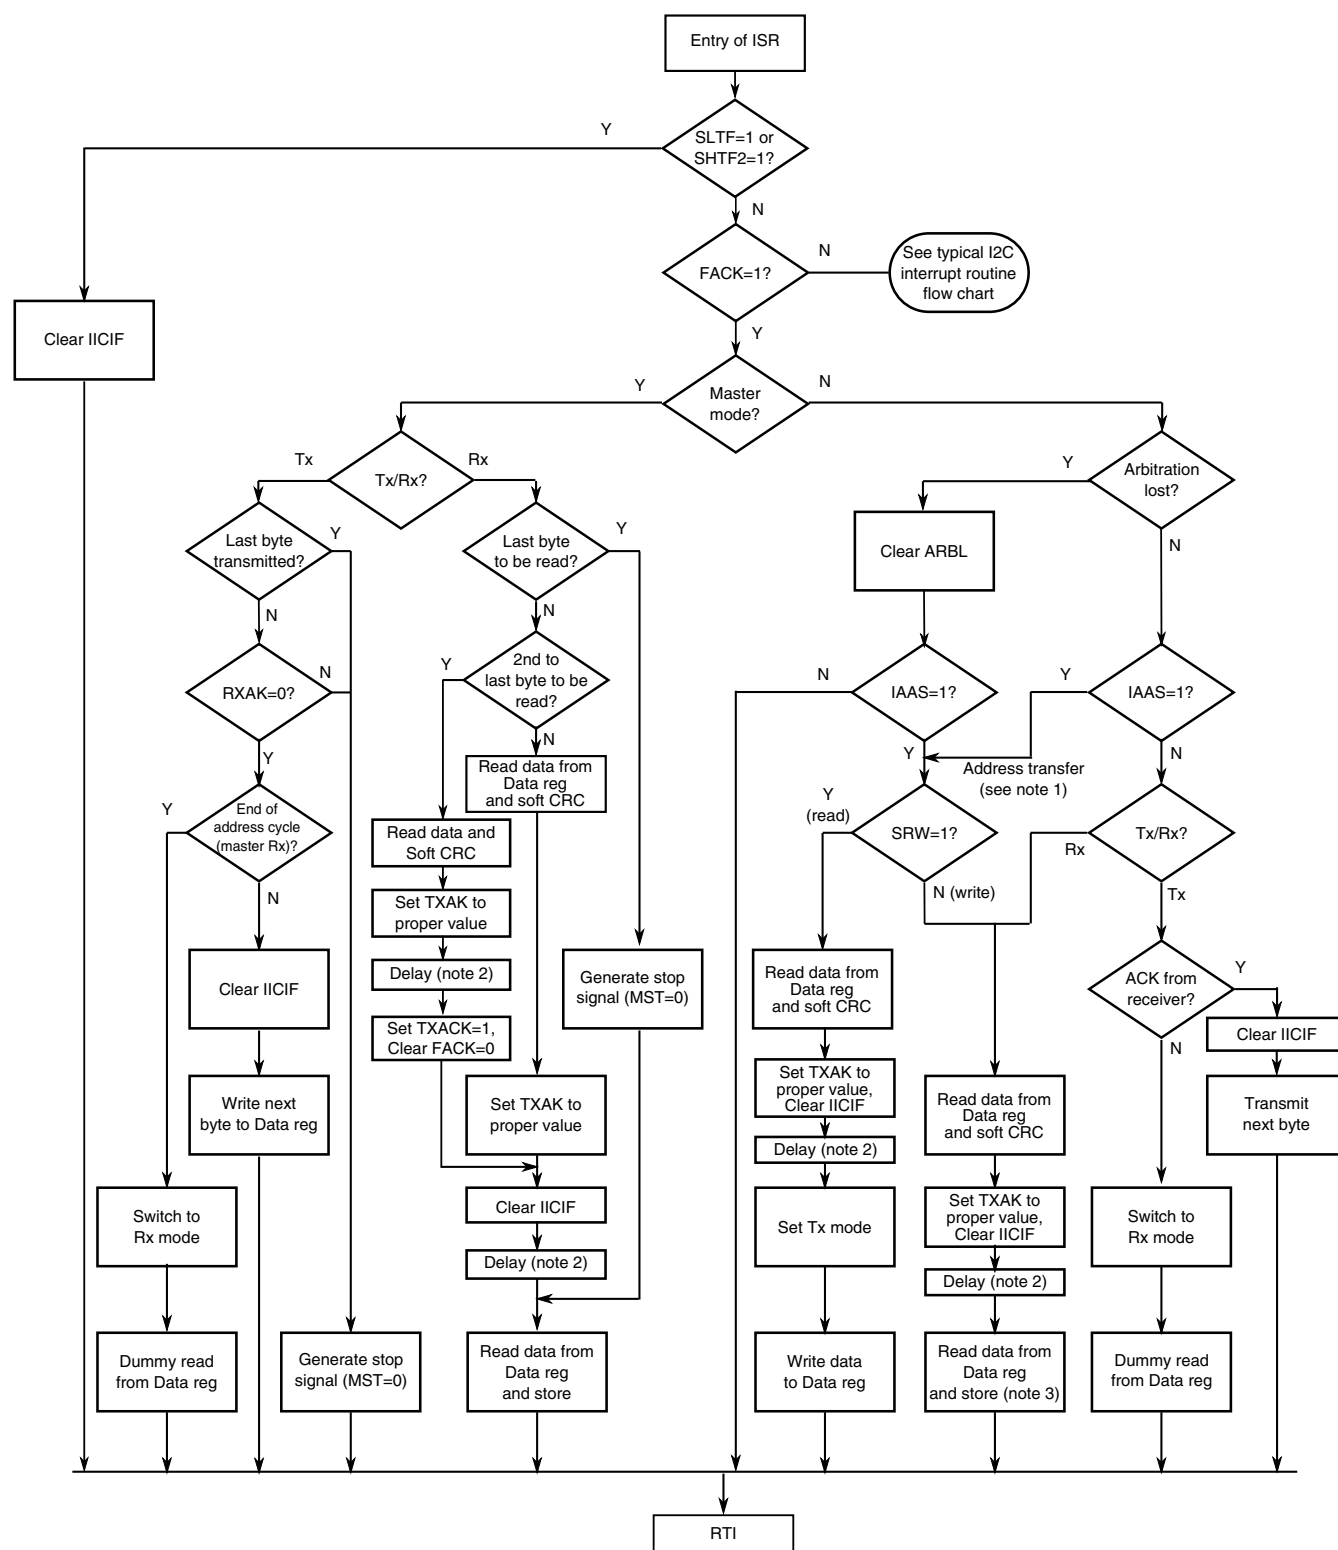 Entry of ISR
Y
SLTF=1 or
SHTF2=1?
N
FACK=1?
N
See typical I2C
interrupt routine
flow chart
Y
Clear IICIF
Y
Master
mode?
N
Tx
Tx/Rx?
Rx
Y
Arbitration
lost?
Last byte
transmitted?
Y
Last byte
to be read?
Y
Clear ARBL
N
N
N
RXAK=0?
N
Y
2nd to
last byte to be
read?
N
IAAS=1?
Y
IAAS=1?
Y
N
Y
N
Read data from
Data reg
and soft CRC
Address transfer
(see note 1)
Y
End of
address cycle
(master Rx)?
Read data and
Soft CRC
Y
(read)
SRW=1?
Rx
Tx/Rx?
N
N (write)
Tx
Set TXAK to
proper value
Clear IICIF
Delay (note 2)
Generate stop
signal (MST=0)
Read data from
Data reg
and soft CRC
ACK from
receiver?
Y
Set TXACK=1,
Clear FACK=0
N
Clear IICIF
Write next
byte to Data reg
Set TXAK to
proper value
Set TXAK to
proper value,
Clear IICIF
Read data from
Data reg
and soft CRC
Transmit
next byte
Delay (note 2)
Switch to
Rx mode
Clear IICIF
Set Tx mode
Set TXAK to
proper value,
Clear IICIF
Switch to
Rx mode
Delay (note 2)
Delay (note 2)
Dummy read
from Data reg
Generate stop
signal (MST=0)
Read data from
Data reg
and store
Write data
to Data reg
Read data from
Data reg
and store (note 3)
Dummy read
from Data reg
RTI